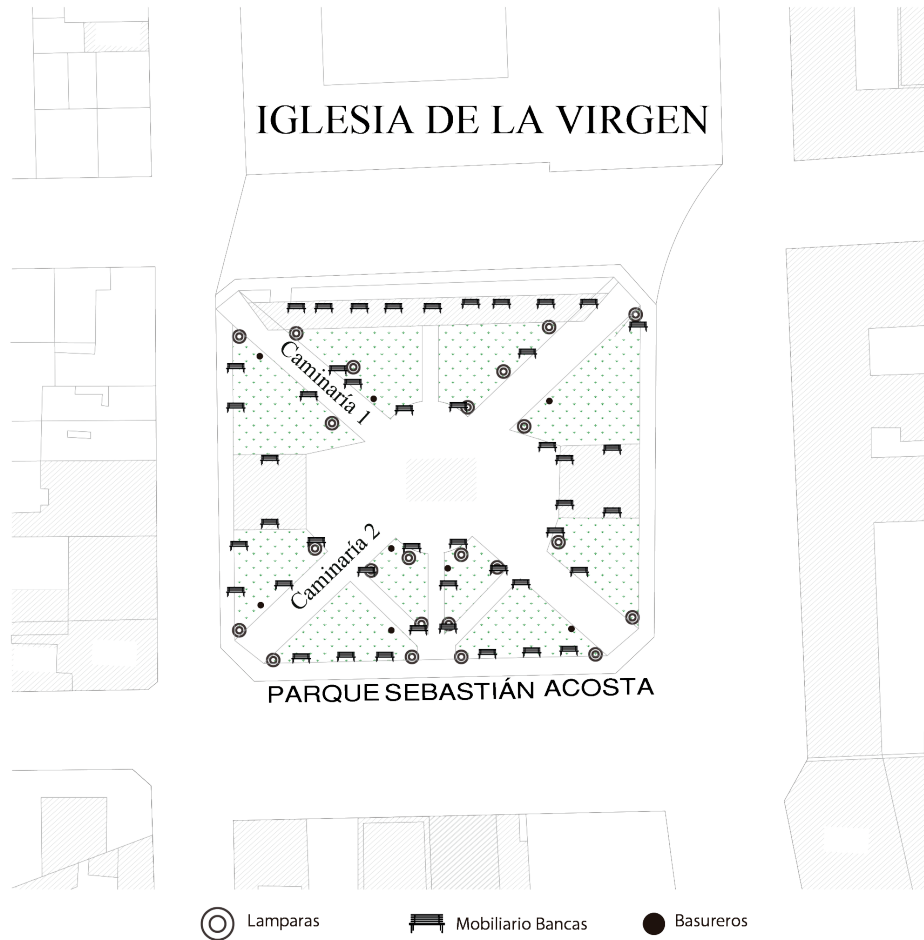 IGLESIA DE LA VIRGEN
Caminaría 1
Caminaría 2
PARQUE SEBASTIÁN ACOSTA
Lamparas
Mobiliario Bancas
Basureros